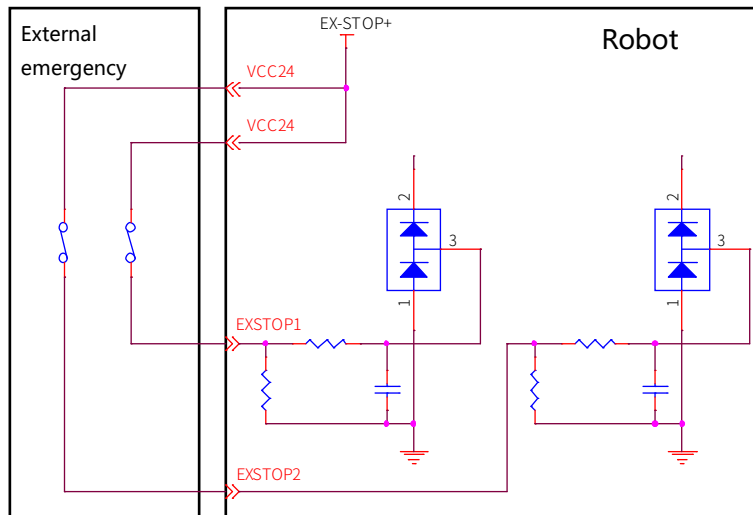 External
emergency
EX-STOP+
Robot
VCC24
VCC24
2
3
1
2
3
1
EXSTOP1
EXSTOP2